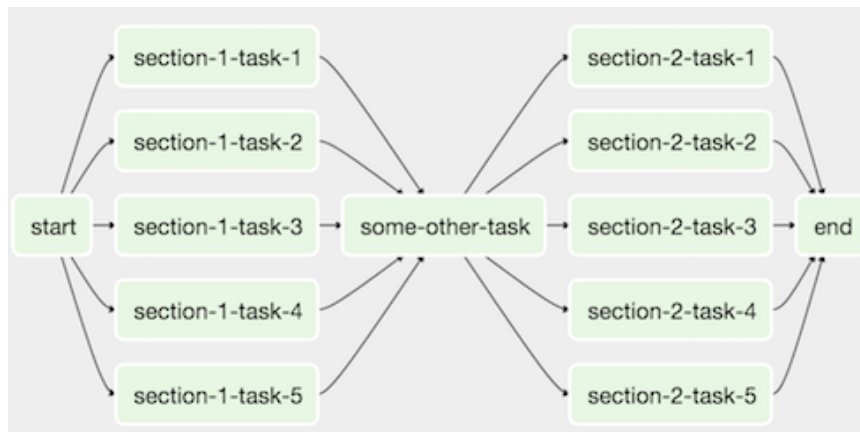 section-1-task-1
section-2-task-1
section-1-task-2
section-2-task-2
start
section-1-task-3
some-other-task
section-2-task-3
end
section-1-task-4
section-2-task-4
section-1-task-5
section-2-task-5